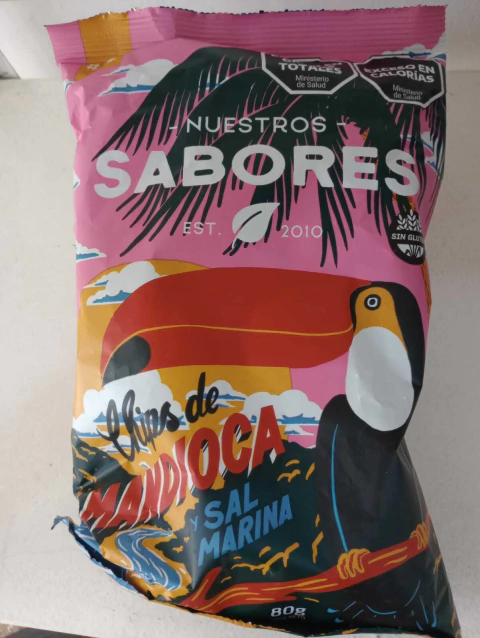 TOTALES
Ministerio
de Salud
EXCESO EN
CALORÍAS
Ministerio
de Salud
- NUESTROS -
SABORES
EST. 2010
SIN GLUTEN
Chips de
MANDIOCA
y SAL
MARINA
80g